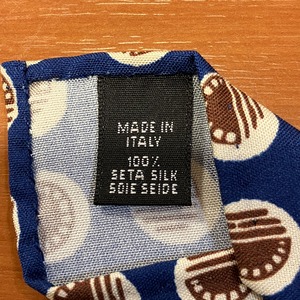 MADE IN
ITALY
100%
SETA SILK
SOIE SEIDE